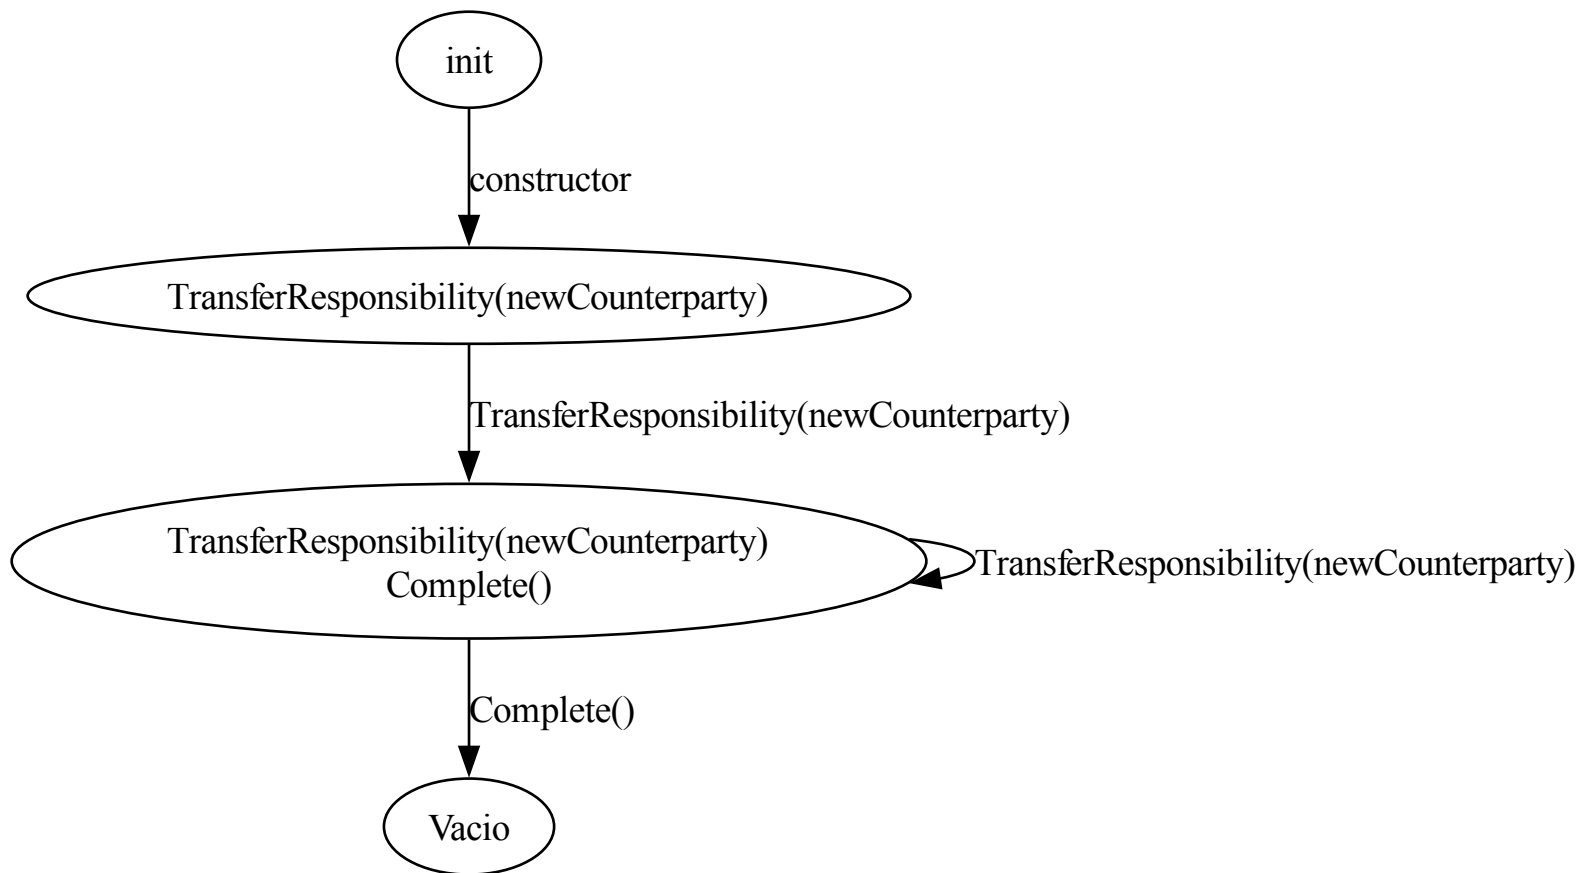 init
constructor
TransferResponsibility(newCounterparty)
TransferResponsibility(newCounterparty)
TransferResponsibility(newCounterparty)
Complete()
TransferResponsibility(newCounterparty)
Complete()
Vacio